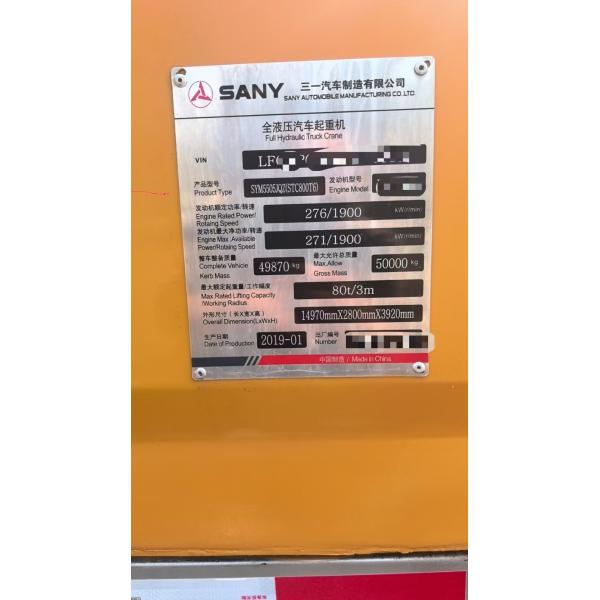 SANY 三一汽车制造有限公司
SANY AUTOMOBILE MANUFACTURING CO.,LTD.
全液压汽车起重机
Full Hydraulic Truck Crane
VIN LF
产品型号 SYM5505JQZ(STC800T6) 发动机型号
Product Type Engine Model
发动机额定功率/转速
Engine Rated Power/ 276/1900 kW(r/min)
Rotaing Speed
发动机最大净功率/转速
Engine Max. Available 271/1900 kW(r/min)
Power/Rotaing Speed
整车整备质量 最大允许总质量
Complete Vehicle 49870 kg Max.Allow 50000 kg
Kerb Mass Gross Mass
最大额定起重量/工作幅度
Max Rated Lifting Capacity 80t/3m
/Working Radius
外形尺寸(长X宽X高) 14970mmX2800mmX3920mm
Overall Dimension(LxWxH)
生产日期 2019-01 出厂编号
Date of Production Number
中国制造 / Made in China